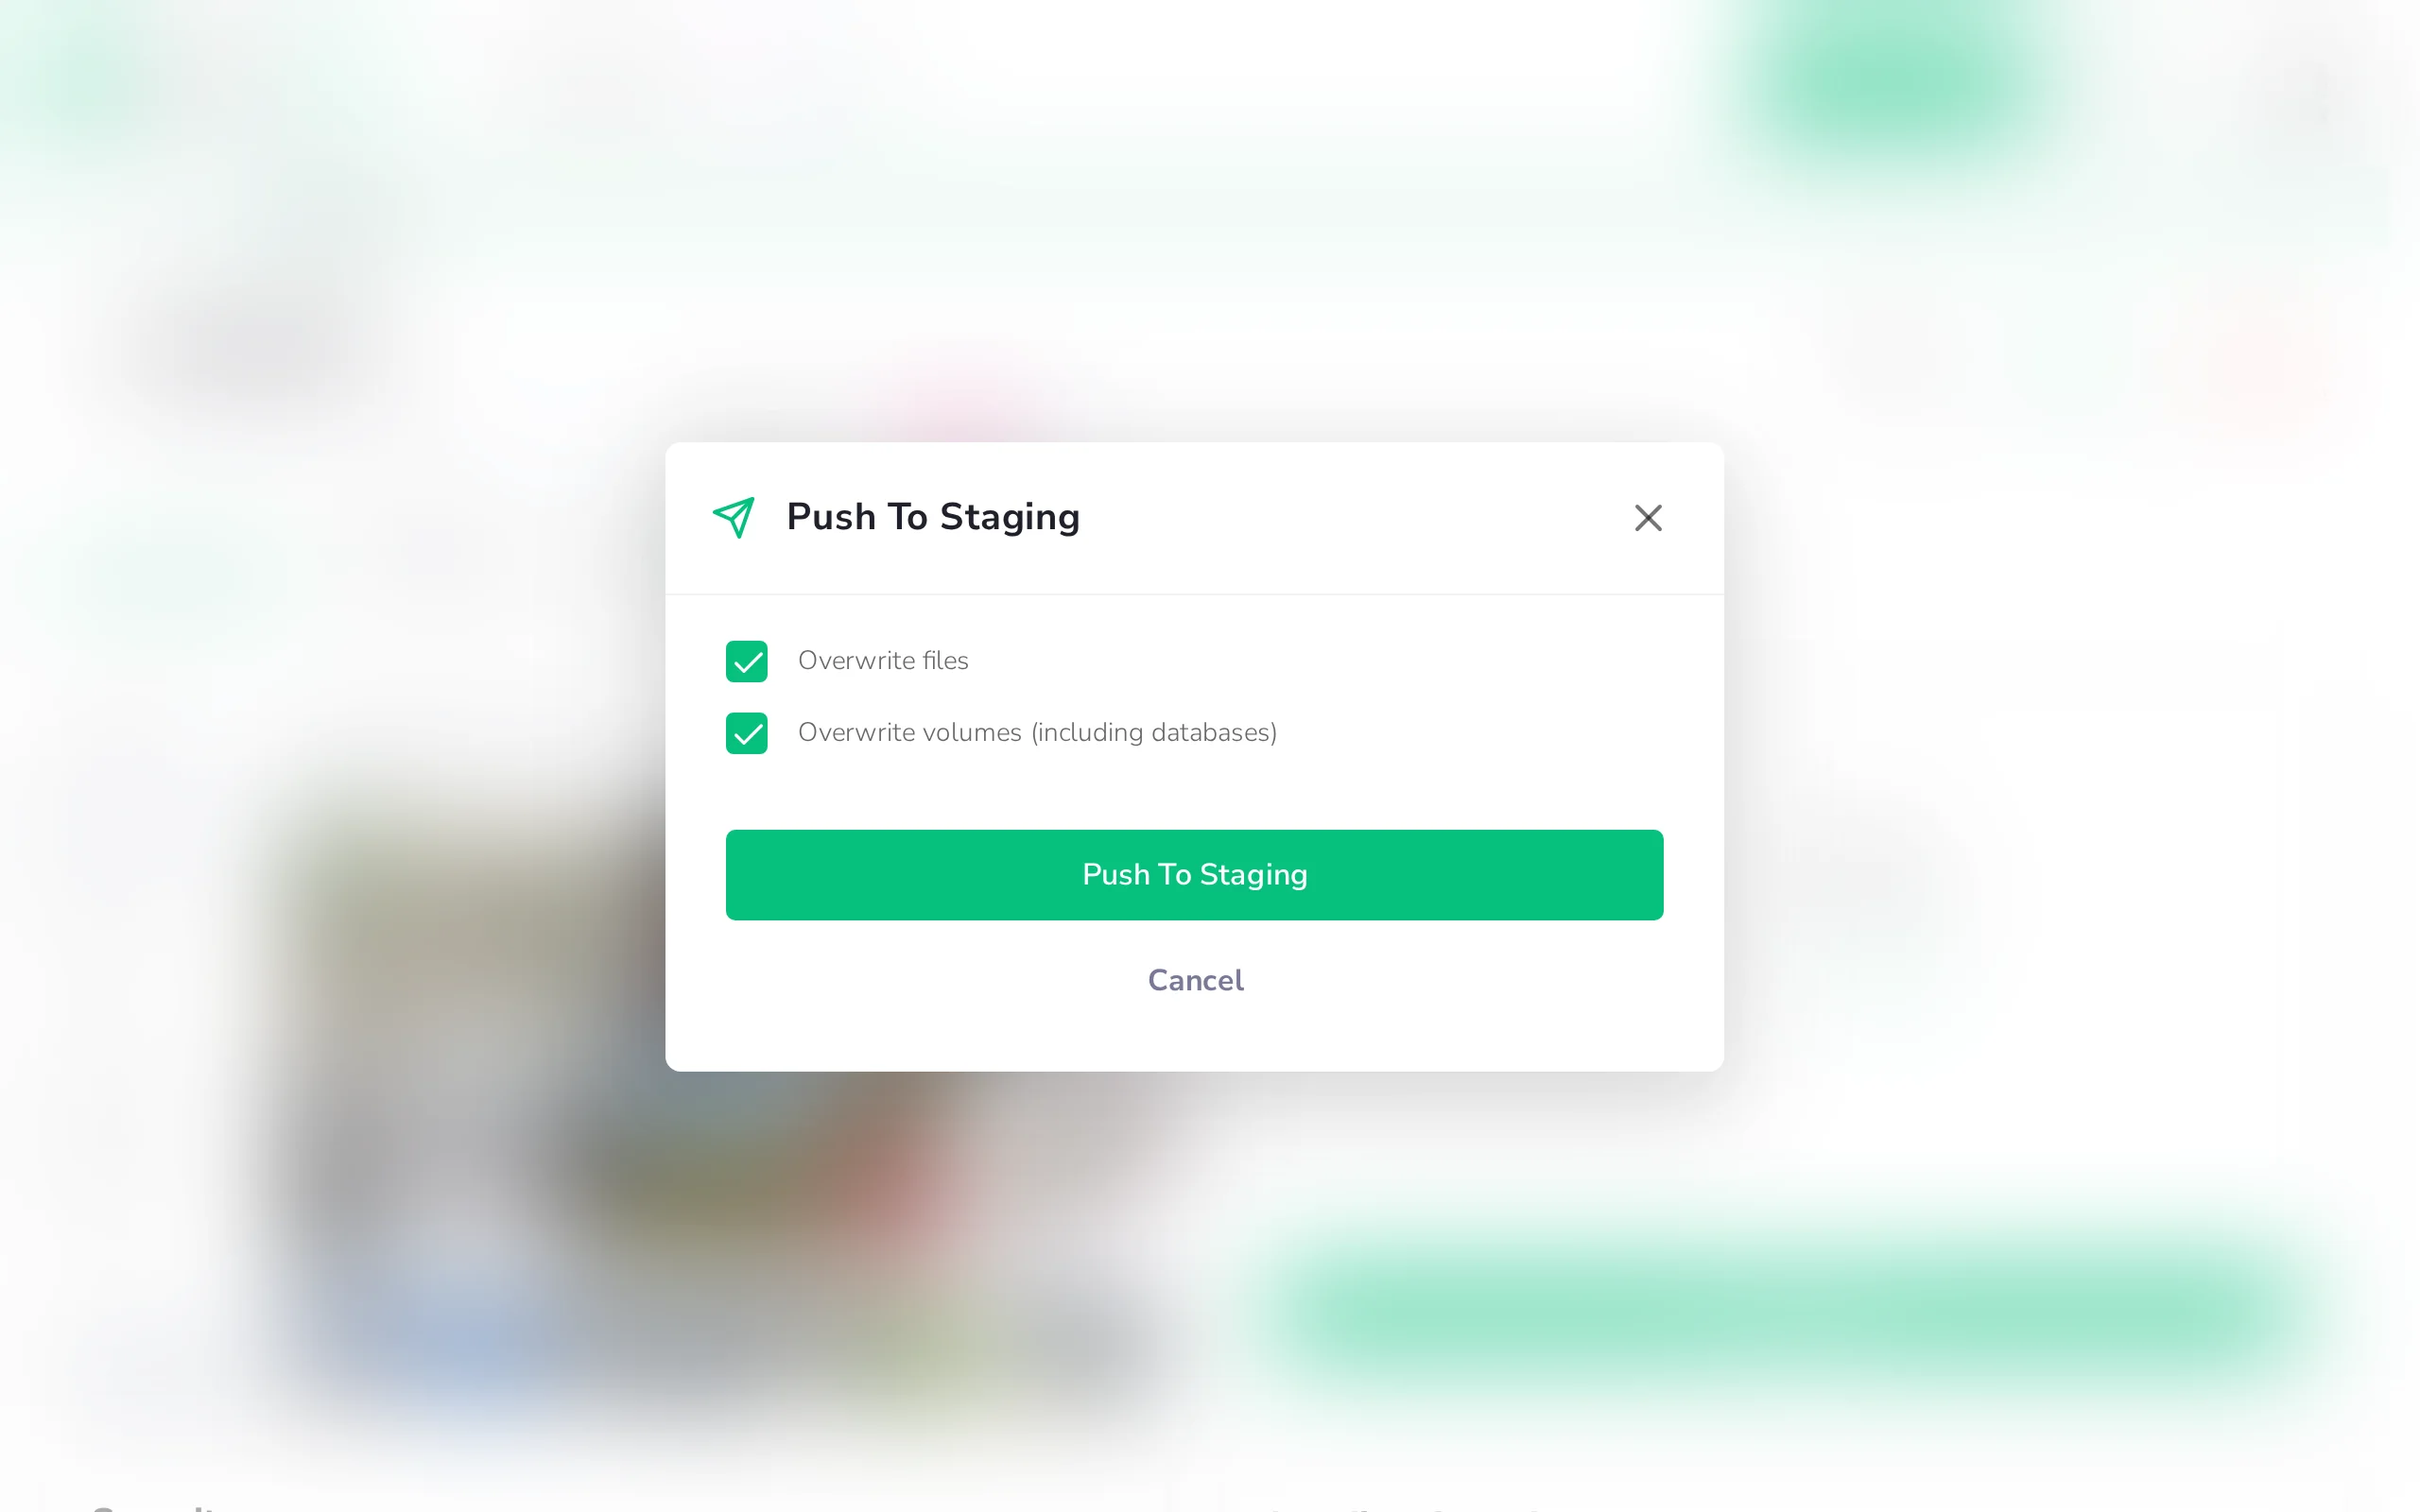 Push To Staging
Overwrite files
Overwrite volumes (including databases)
Push To Staging
Cancel